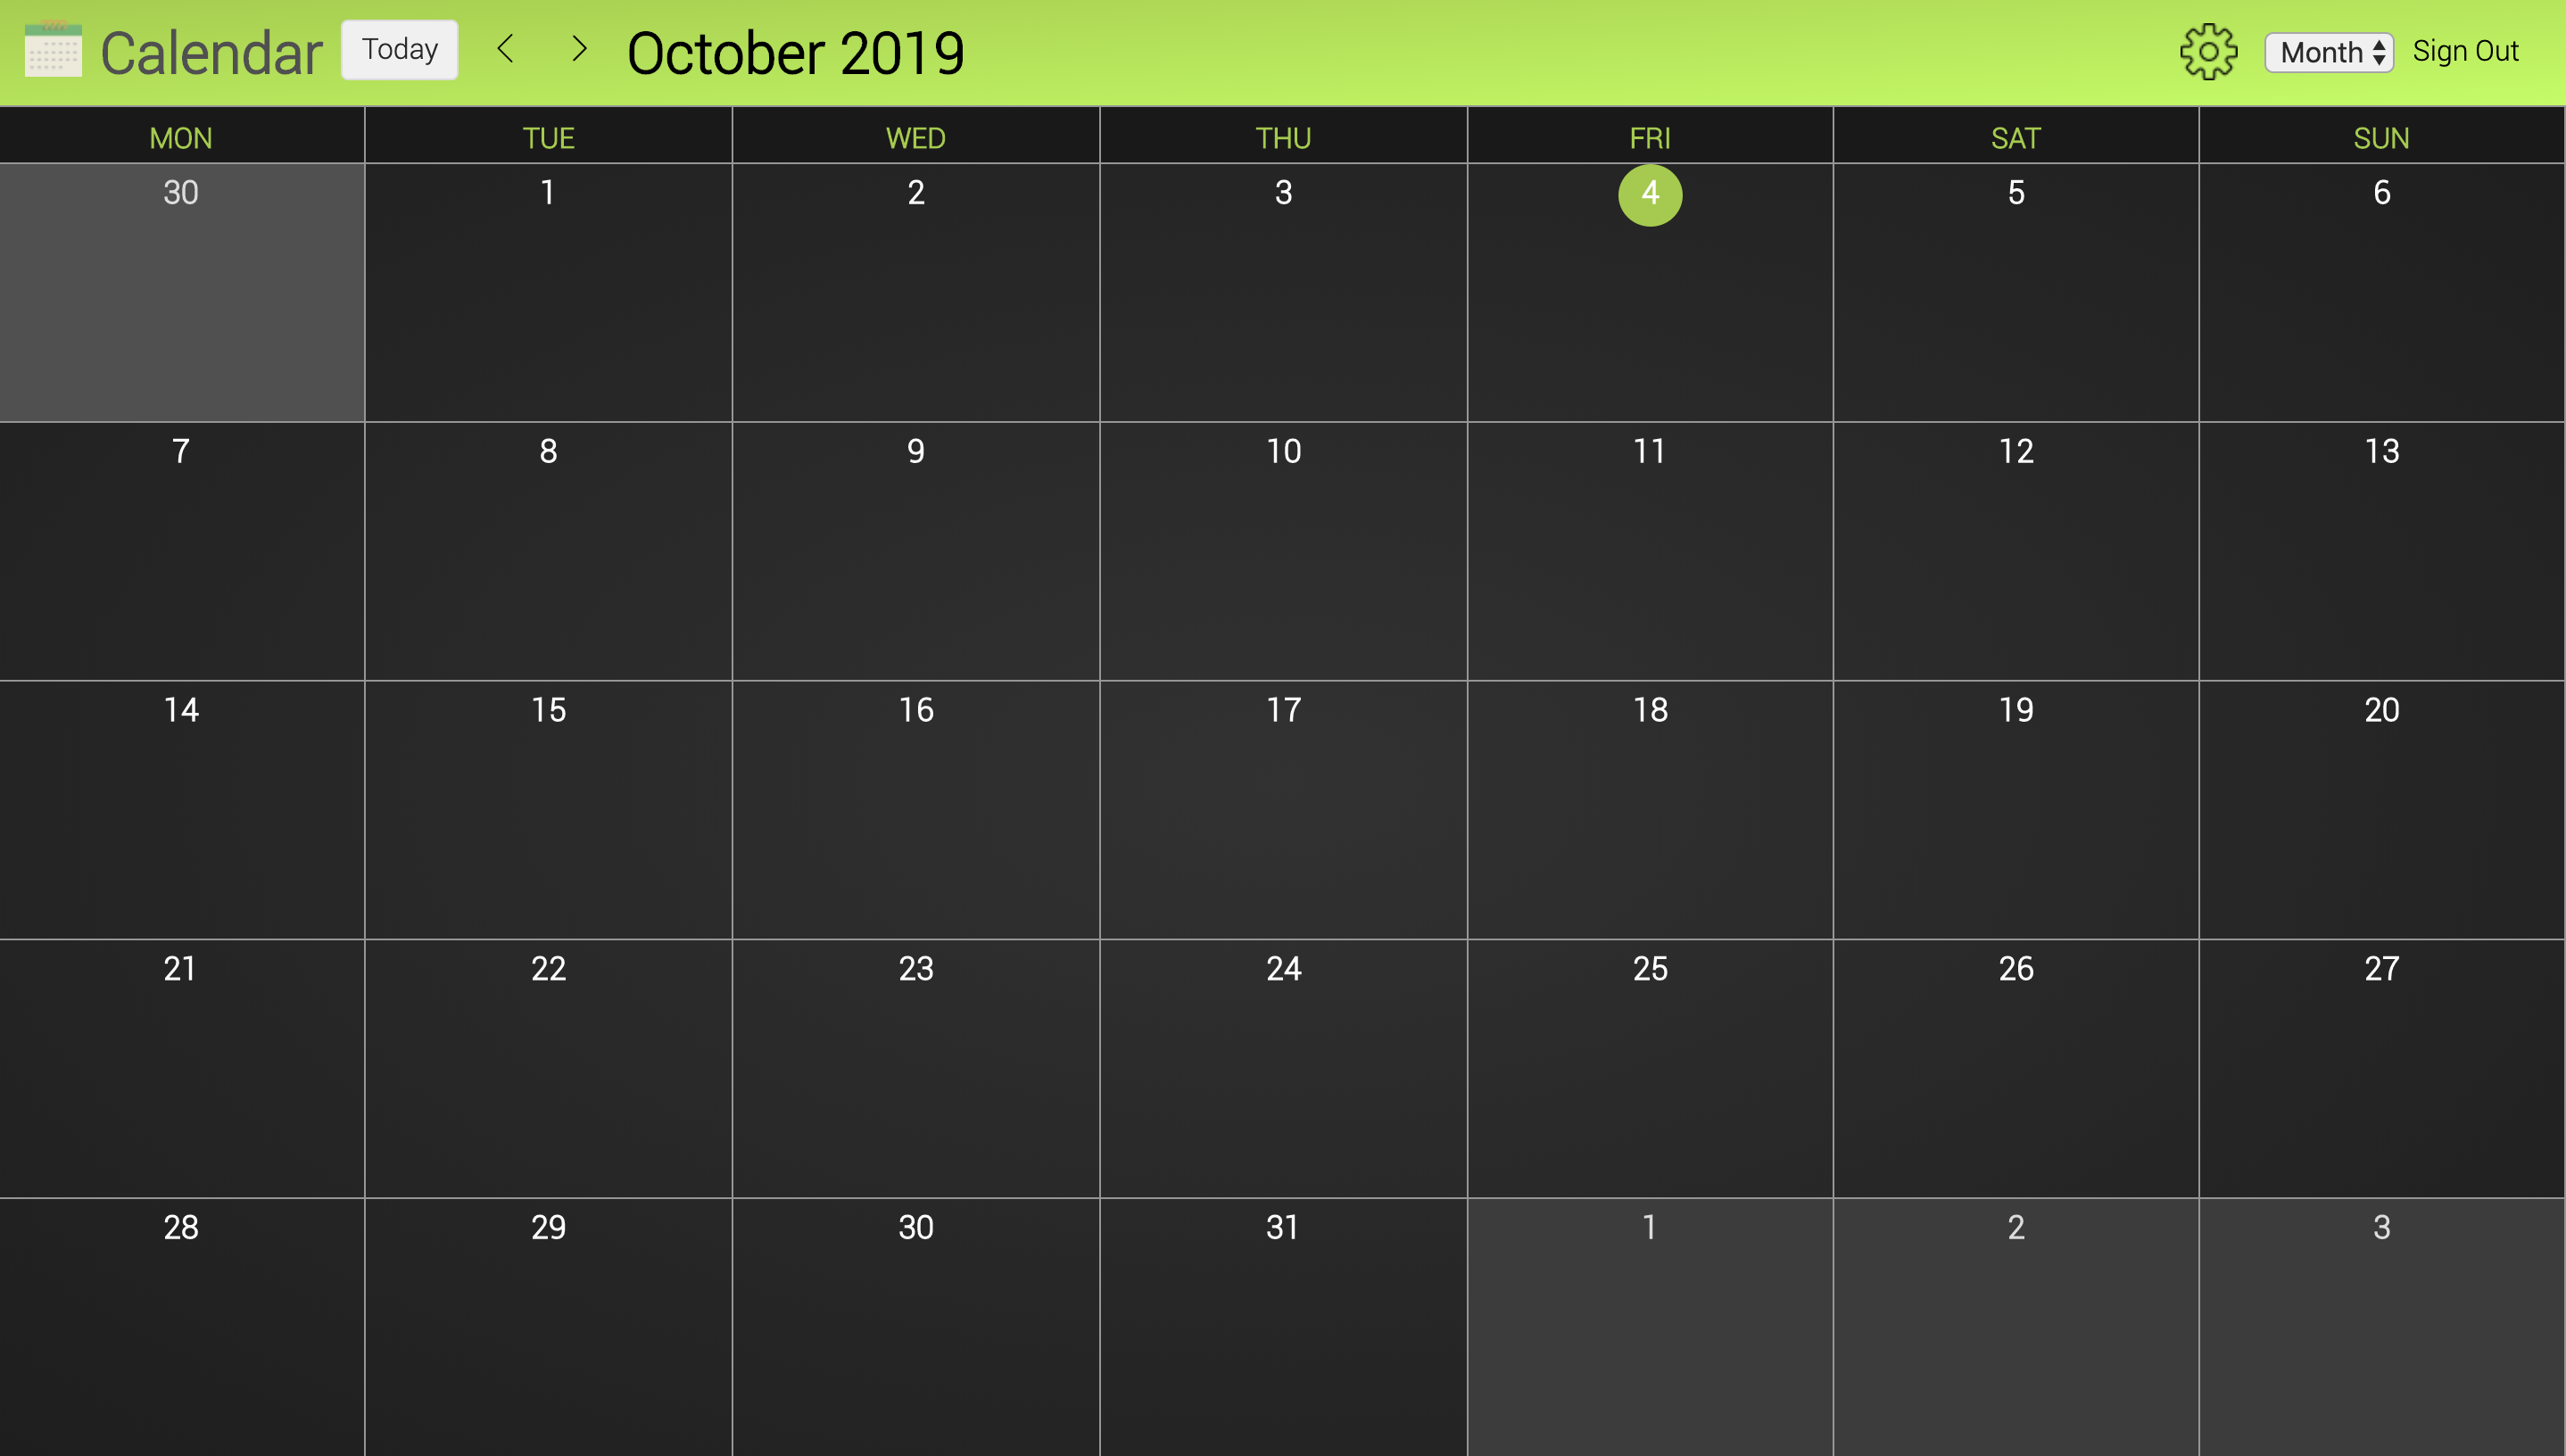 Calendar Today < > October 2019 Month Sign Out
MON TUE WED THU FRI SAT SUN
30 1 2 3 4 5 6
7 8 9 10 11 12 13
14 15 16 17 18 19 20
21 22 23 24 25 26 27
28 29 30 31 1 2 3